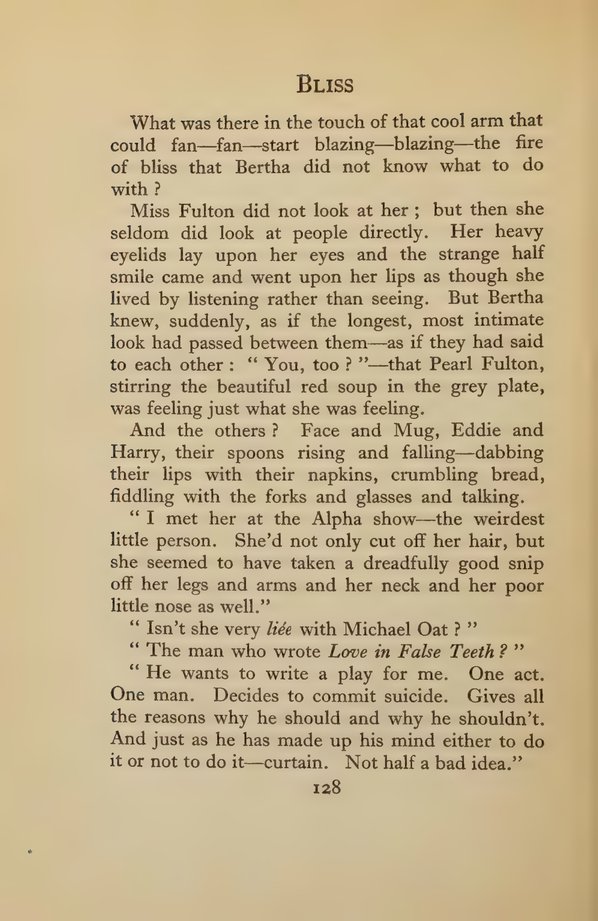 BLISS
What was there in the touch of that cool arm that
could fan—fan—start blazing—blazing—the fire
of bliss that Bertha did not know what to do
with ?
Miss Fulton did not look at her ; but then she
seldom did look at people directly. Her heavy
eyelids lay upon her eyes and the strange half
smile came and went upon her lips as though she
lived by listening rather than seeing. But Bertha
knew, suddenly, as if the longest, most intimate
look had passed between them—as if they had said
to each other : “ You, too ? ”—that Pearl Fulton,
stirring the beautiful red soup in the grey plate,
was feeling just what she was feeling.
And the others ? Face and Mug, Eddie and
Harry, their spoons rising and falling—dabbing
their lips with their napkins, crumbling bread,
fiddling with the forks and glasses and talking.
“ I met her at the Alpha show—the weirdest
little person. She’d not only cut off her hair, but
she seemed to have taken a dreadfully good snip
off her legs and arms and her neck and her poor
little nose as well.”
“ Isn’t she very liée with Michael Oat ? ”
“ The man who wrote Love in False Teeth ? ”
“ He wants to write a play for me. One act.
One man. Decides to commit suicide. Gives all
the reasons why he should and why he shouldn’t.
And just as he has made up his mind either to do
it or not to do it—curtain. Not half a bad idea.”
128